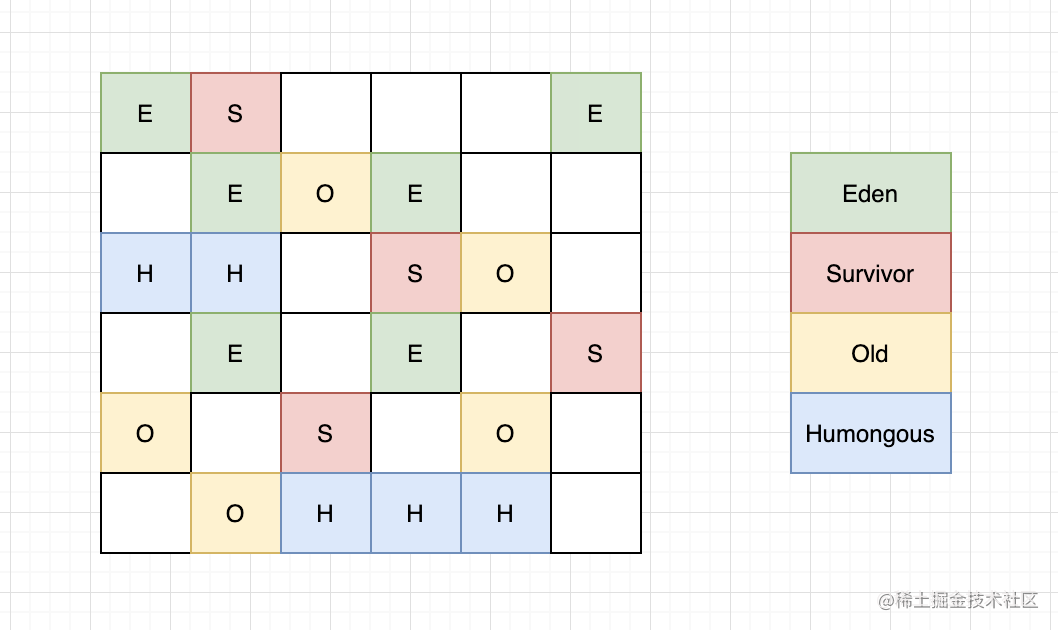 E S E
E O E
Eden
H H S O
Survivor
E E S
Old
O S O
Humongous
O H H H
@稀土掘金技术社区